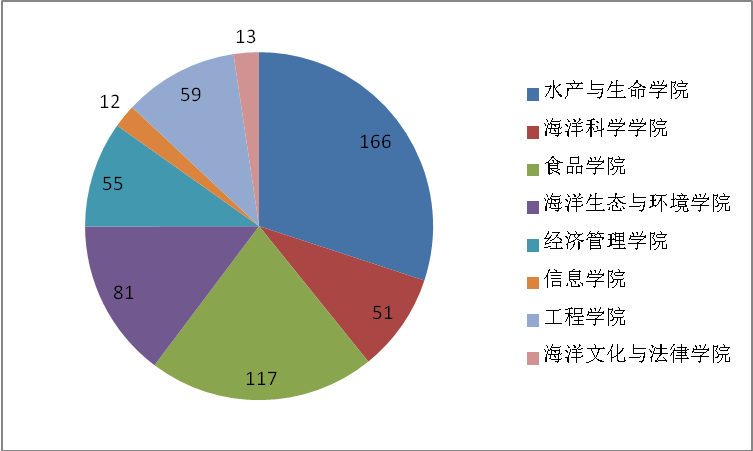 13
59
12
166
55
81
51
117
水产与生命学院
海洋科学学院
食品学院
海洋生态与环境学院
经济管理学院
信息学院
工程学院
海洋文化与法律学院